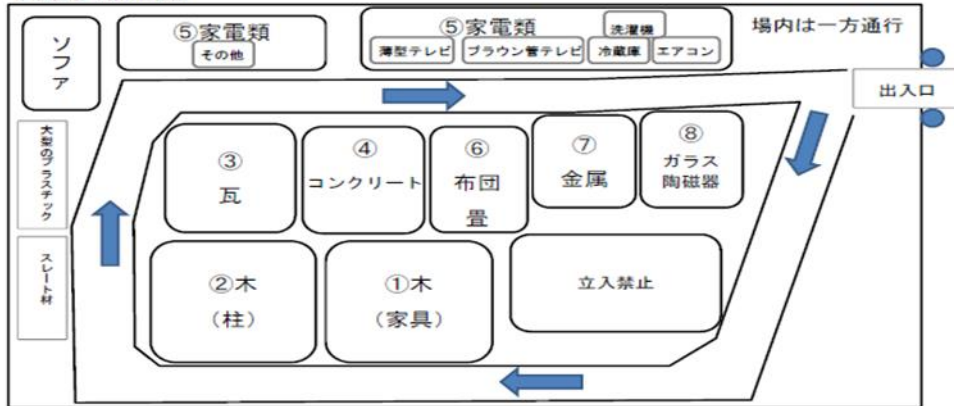 ソファ
⑤家電類
その他
⑤家電類
洗濯機
薄型テレビ
ブラウン管テレビ
冷蔵庫
エアコン
場内は一方通行
出入口
大型のプラスチック
スレート材
③
瓦
④
コンクリート
⑥
布団
畳
⑦
金属
⑧
ガラス
陶磁器
②木
（柱）
①木
（家具）
立入禁止